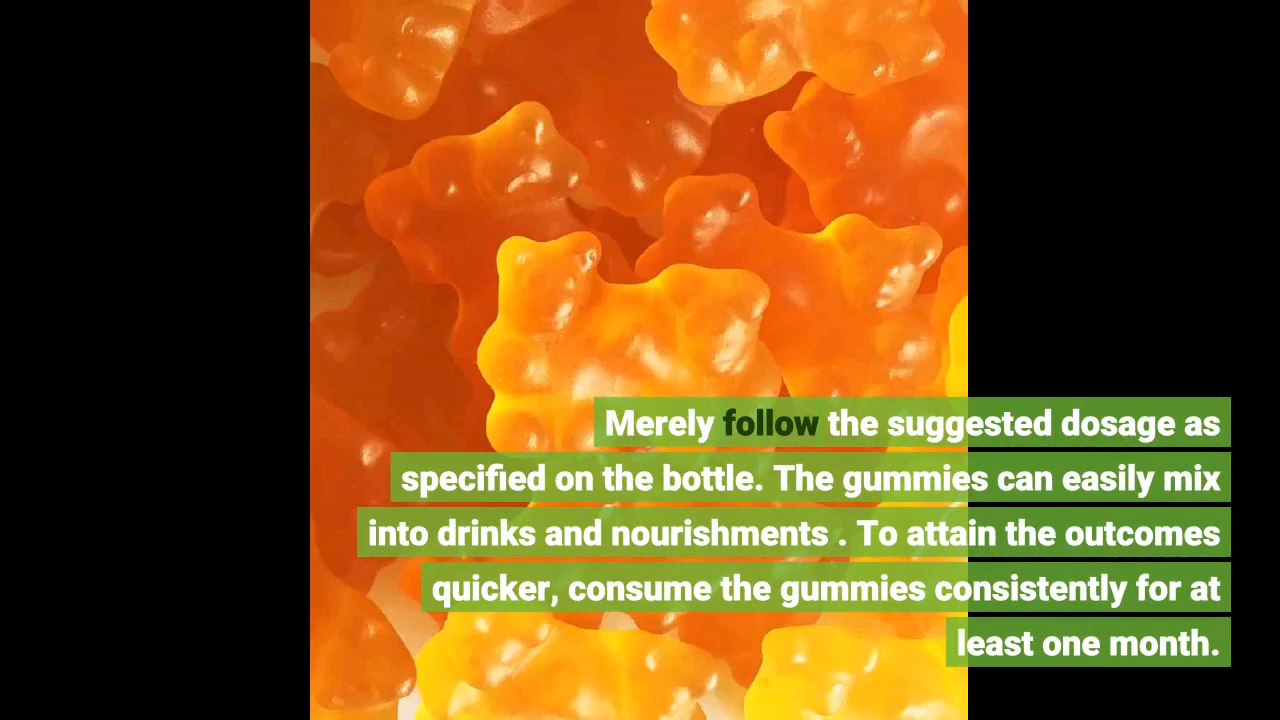 Merely follow the suggested dosage as
specified on the bottle. The gummies can easily mix
into drinks and nourishments . To attain the outcomes
quicker, consume the gummies consistently for at
least one month.